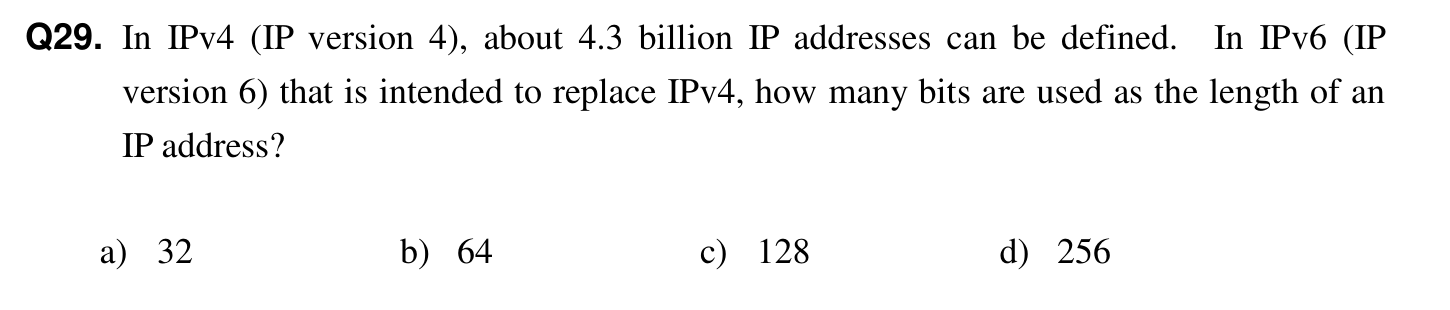 Q29. In IPv4 (IP version 4), about 4.3 billion IP addresses can be defined. In IPv6 (IP
version 6) that is intended to replace IPv4, how many bits are used as the length of an
IP address?
a) 32 b) 64 c) 128 d) 256